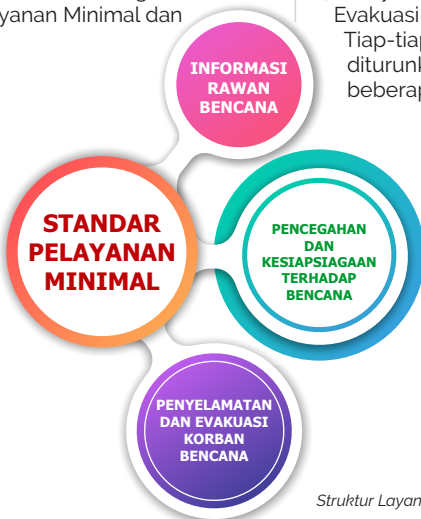 yanan Minimal dan
Evakuasi
Tiap-tiap
diturunk
beberap
INFORMASI
RAWAN
BENCANA
STANDAR
PELAYANAN
MINIMAL
PENCEGAHAN
DAN
KESIAPSIAGAAN
TERHADAP
BENCANA
PENYELAMATAN
DAN EVAKUASI
KORBAN
BENCANA
Struktur Layan